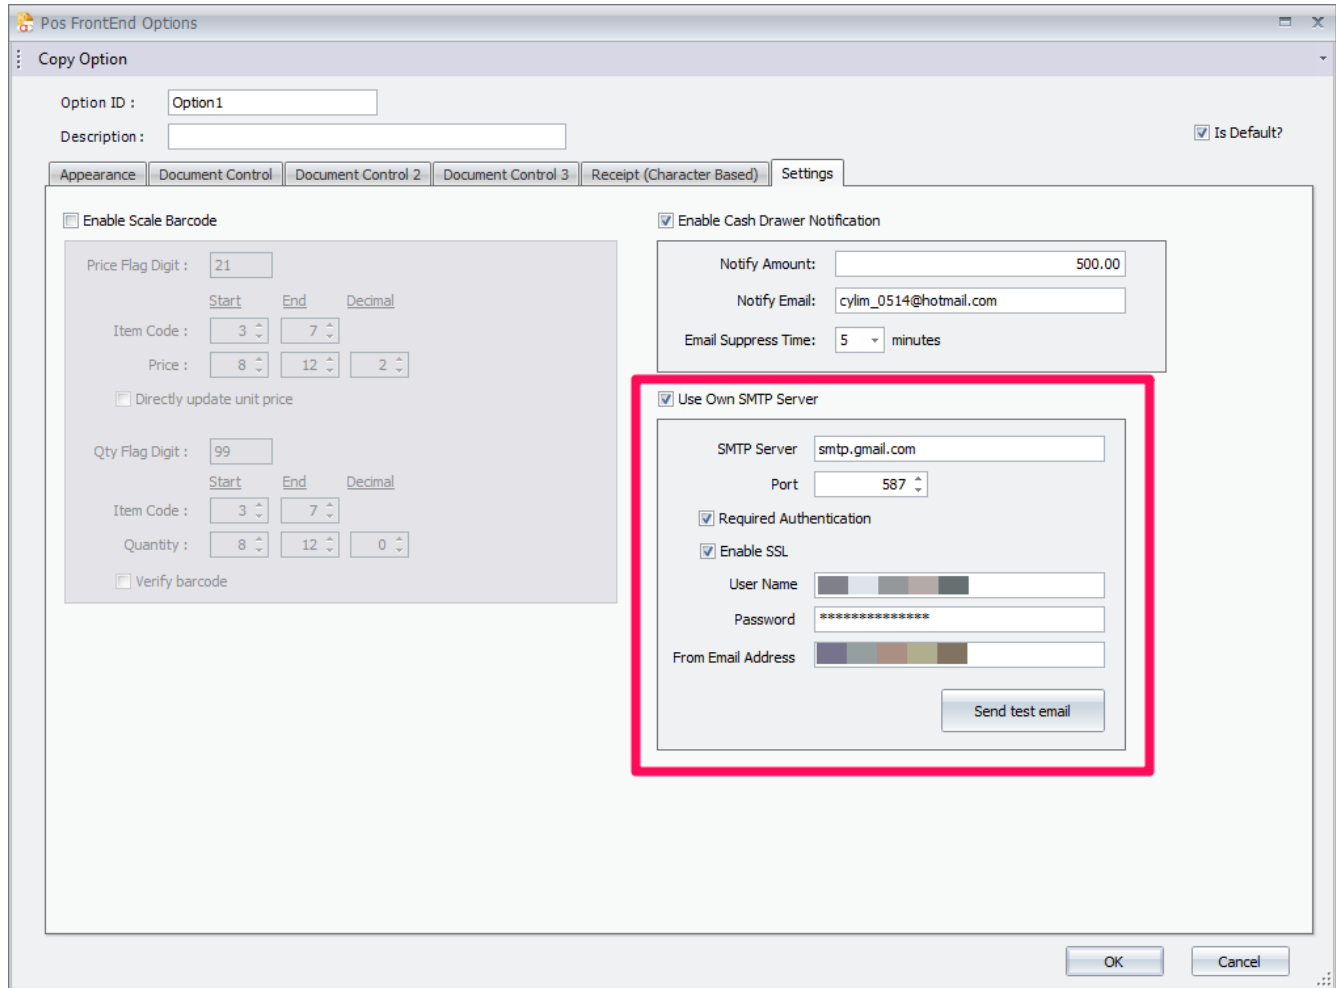 Pos FrontEnd Options
Copy Option
Option ID : Option1
Description :
Is Default?
Appearance Document Control Document Control 2 Document Control 3 Receipt (Character Based) Settings
Enable Scale Barcode
Price Flag Digit : 21
Start End Decimal
Item Code : 3 7
Price : 8 12 2
Directly update unit price
Qty Flag Digit : 99
Start End Decimal
Item Code : 3 7
Quantity : 8 12 0
Verify barcode
Enable Cash Drawer Notification
Notify Amount: 500.00
Notify Email: cylim_0514@hotmail.com
Email Suppress Time: 5 minutes
Use Own SMTP Server
SMTP Server smtp.gmail.com
Port 587
Required Authentication
Enable SSL
User Name
Password **************
From Email Address
Send test email
OK Cancel